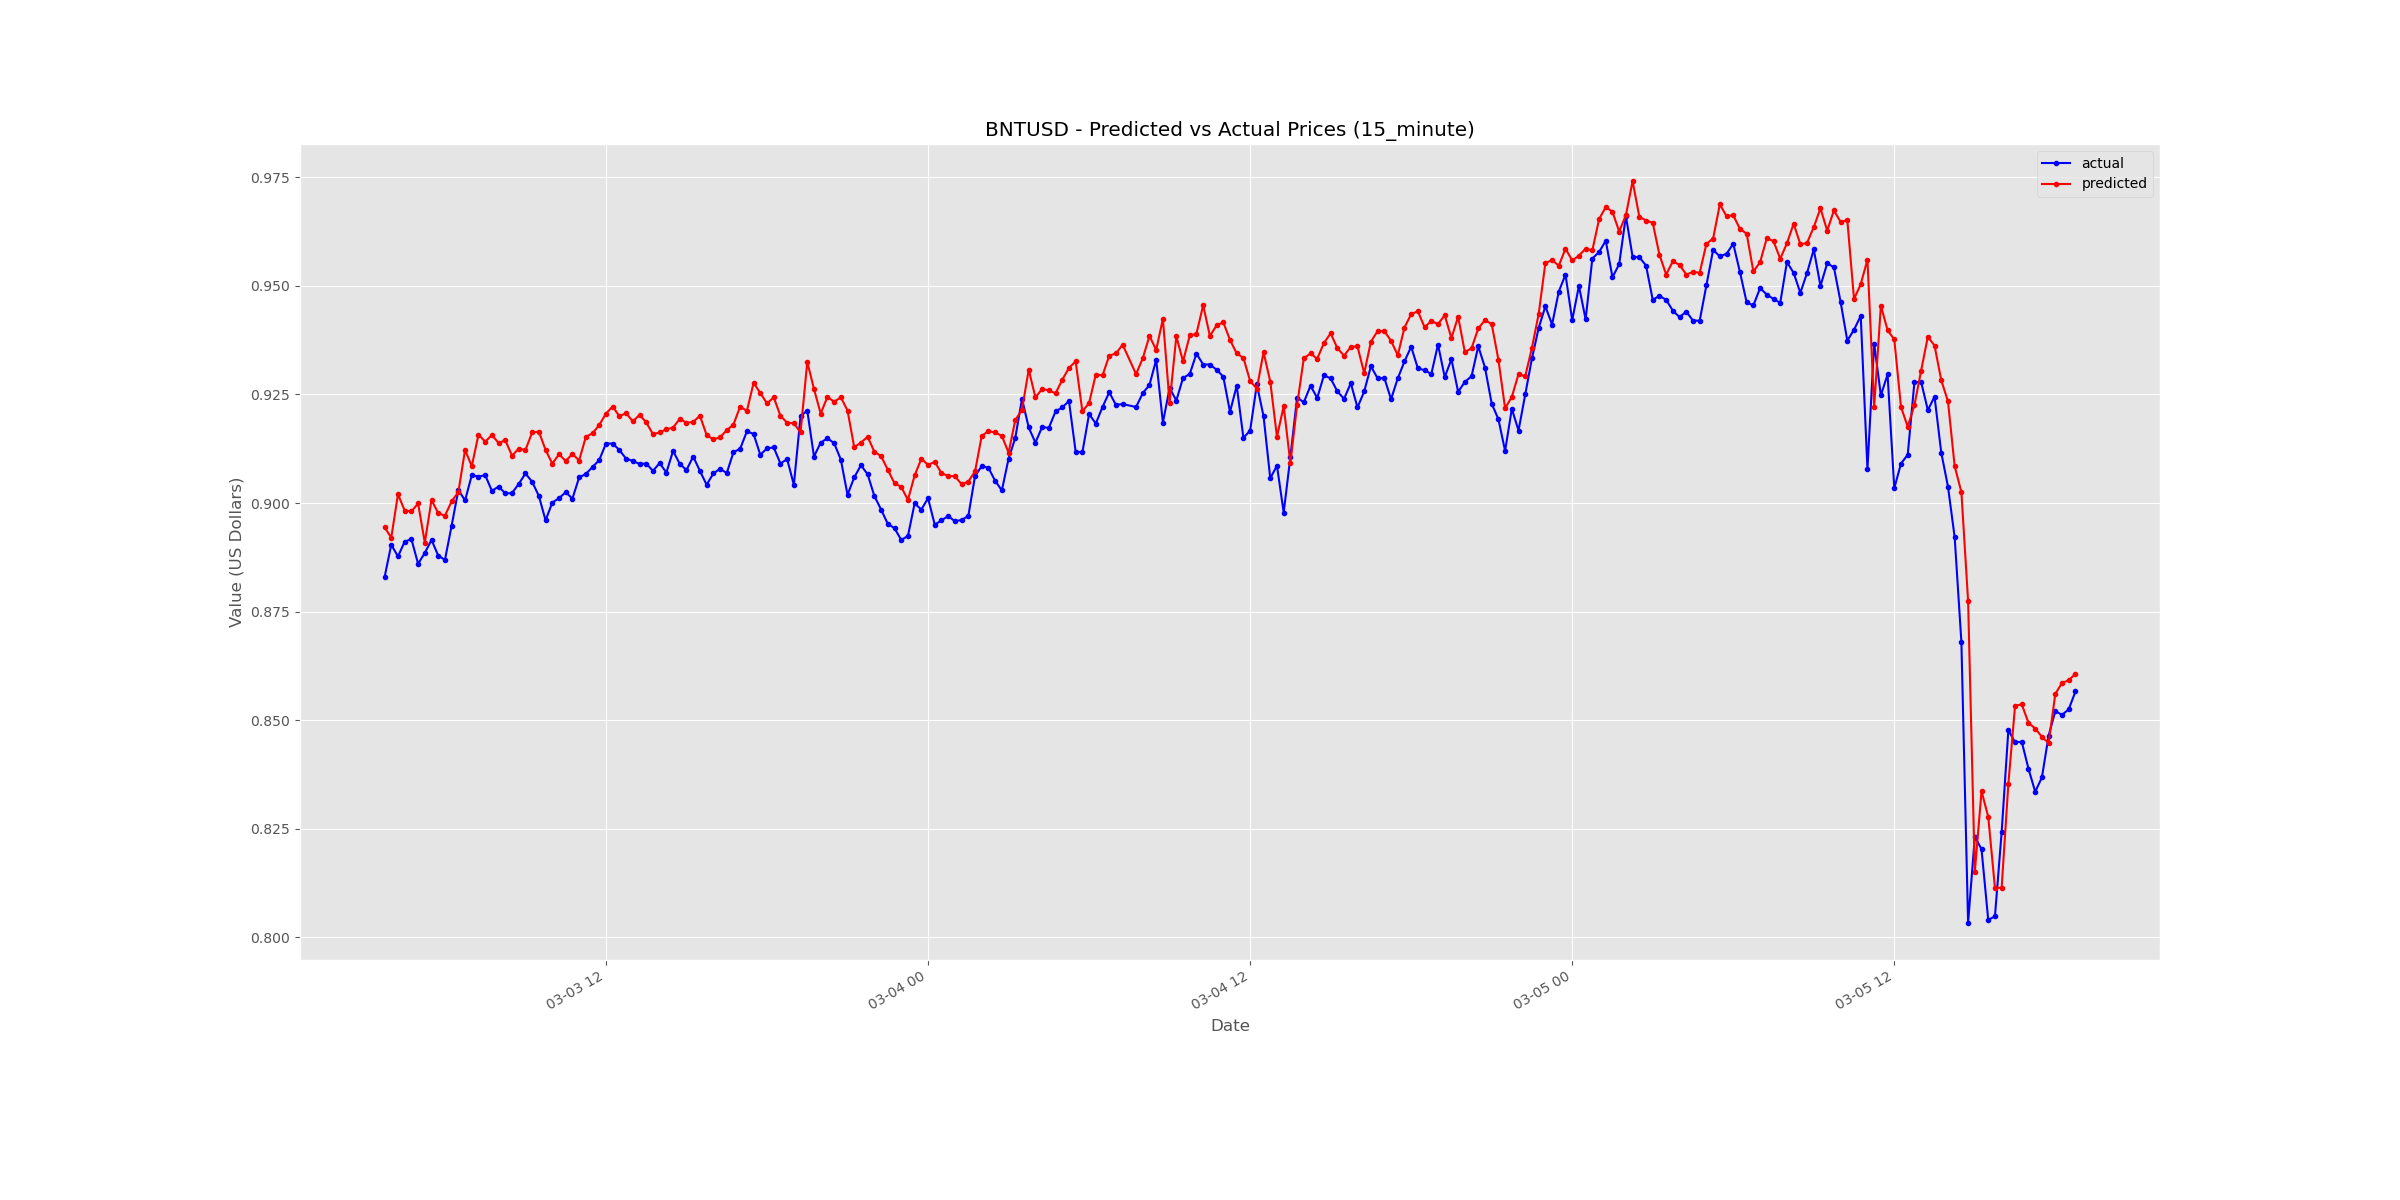 BNTUSD - Predicted vs Actual Prices (15_minute)
actual
predicted
Value (US Dollars)
0.975
0.950
0.925
0.900
0.875
0.850
0.825
0.800
03-03 12
03-04 00
03-04 12
03-05 00
03-05 12
Date